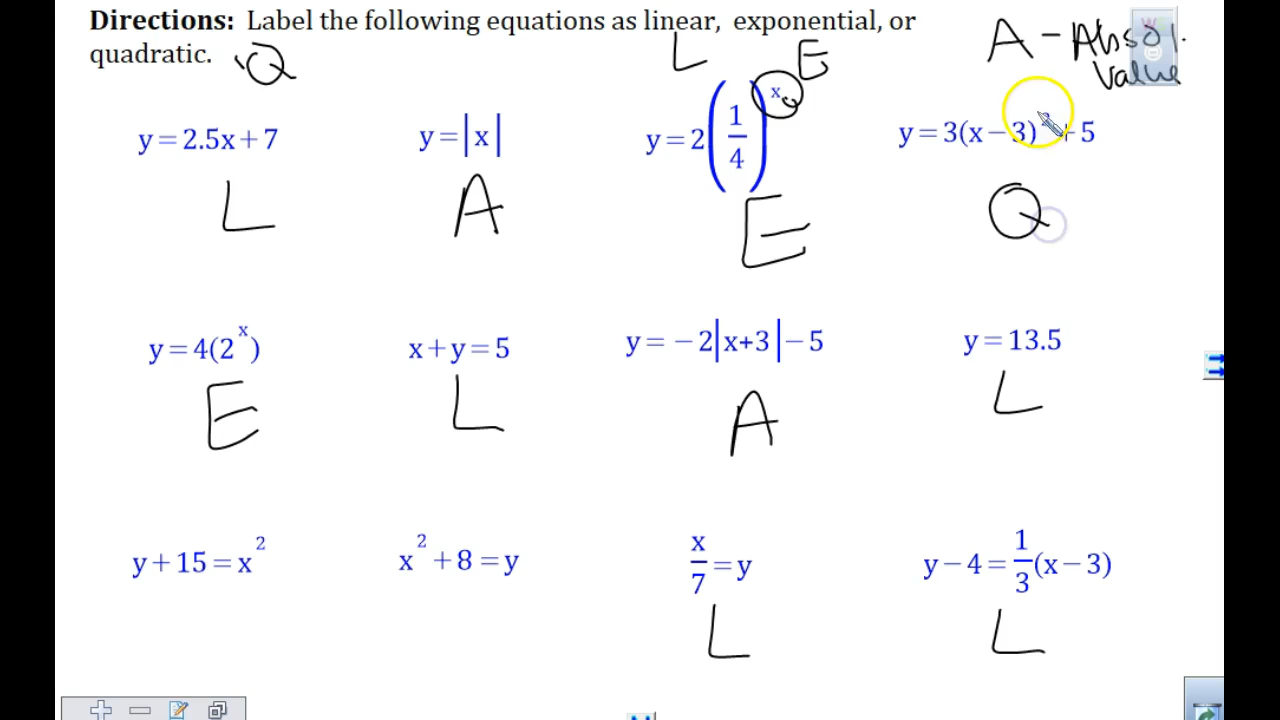 Directions: Label the following equations as linear, exponential, or
quadratic.
Q
L
E
A - Absol.
Value
y = 2.5x + 7
y = |x|
y = 2(1/4)^x
y = 3(x − 3)^2 + 5
L
A
E
Q
y = 4(2^x)
x + y = 5
y = −2|x+3| − 5
y = 13.5
E
L
A
L
y + 15 = x^2
x^2 + 8 = y
x/7 = y
y − 4 = 1/3(x − 3)
L
L